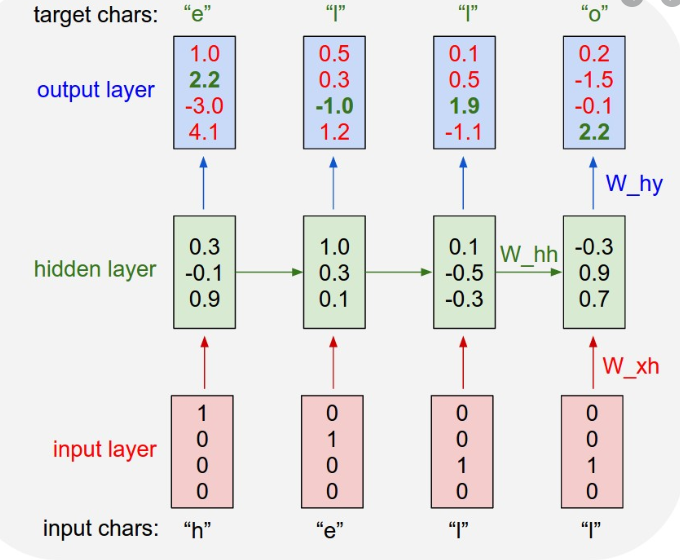 target chars: “e” “l” “l” “o”
output layer
1.0 0.5 0.1 0.2
2.2 0.3 0.5 -1.5
-3.0 -1.0 1.9 -0.1
4.1 1.2 -1.1 2.2
W_hy
hidden layer
0.3 1.0 0.1 -0.3
-0.1 0.3 -0.5 0.9
0.9 0.1 -0.3 0.7
W_hh
W_xh
input layer
1 0 0 0
0 1 0 0
0 0 1 1
0 0 0 0
input chars: “h” “e” “l” “l”